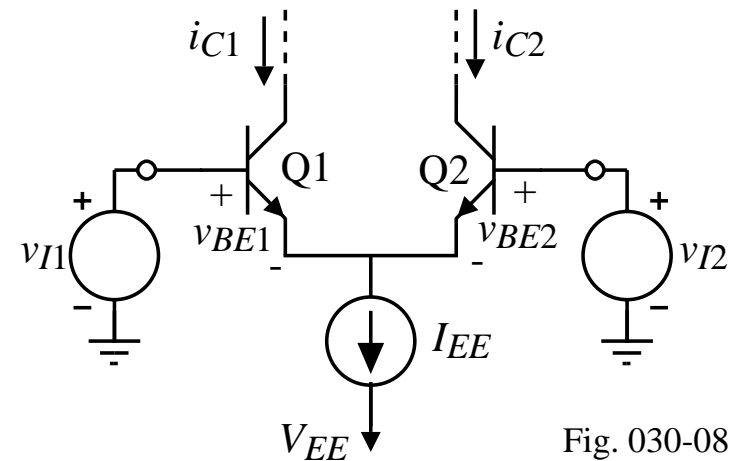 iC1 iC2
+ Q1 Q2 +
+ vBE1 vBE2 +
vI1 - - vI2
− IEE −
VEE Fig. 030-08